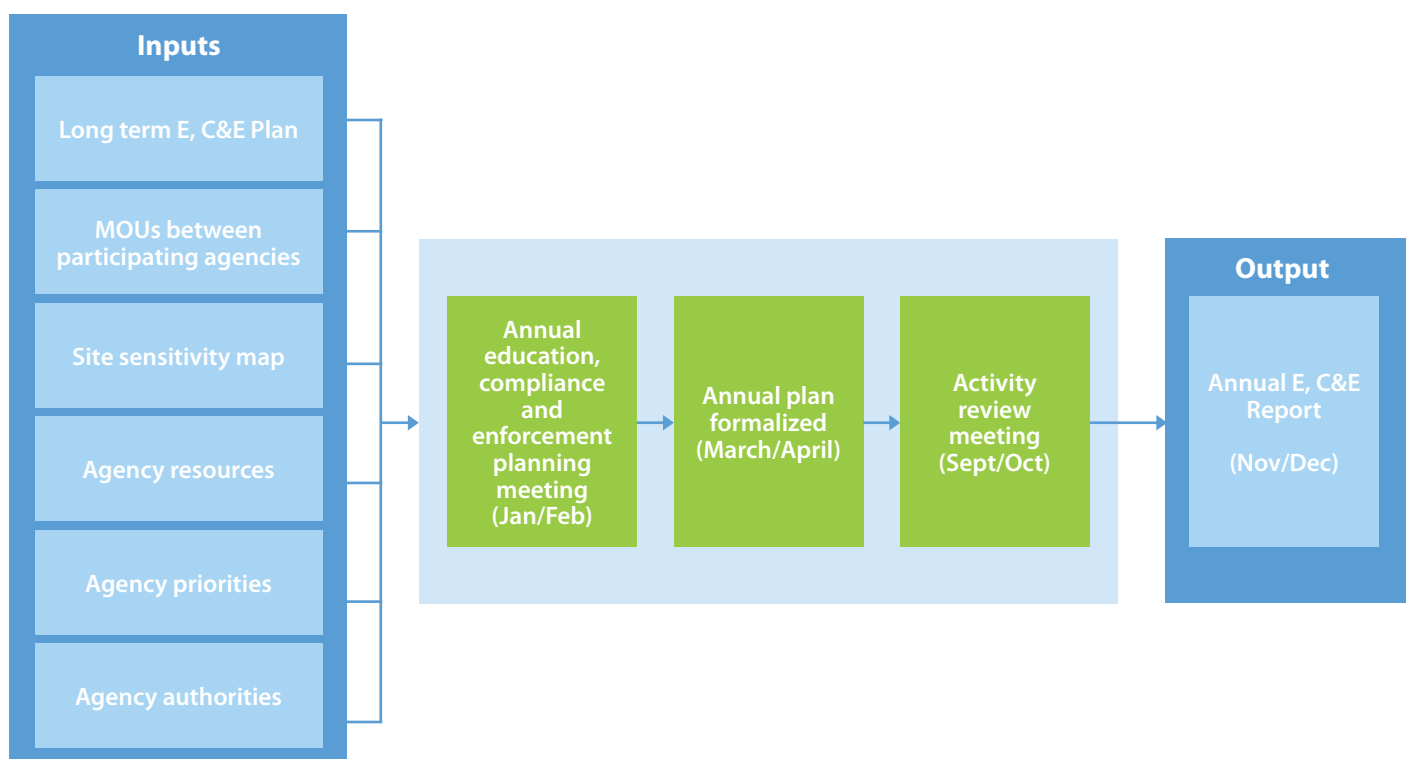 Inputs
Long term E, C&E Plan
MOUs between
participating agencies
Site sensitivity map
Agency resources
Agency priorities
Agency authorities
Annual
education,
compliance
and
enforcement
planning
meeting
(Jan/Feb)
Annual plan
formalized
(March/April)
Activity
review
meeting
(Sept/Oct)
Output
Annual E, C&E
Report
(Nov/Dec)